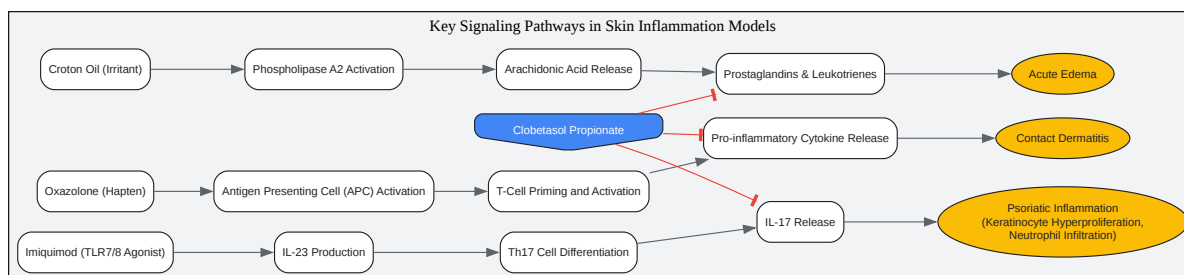 Key Signaling Pathways in Skin Inflammation Models
Croton Oil (Irritant)
Phospholipase A2 Activation
Arachidonic Acid Release
Prostaglandins & Leukotrienes
Acute Edema
Clobetasol Propionate
Pro-inflammatory Cytokine Release
Contact Dermatitis
Oxazolone (Hapten)
Antigen Presenting Cell (APC) Activation
T-Cell Priming and Activation
IL-17 Release
Psoriatic Inflammation
(Keratinocyte Hyperproliferation,
Neutrophil Infiltration)
Imiquimod (TLR7/8 Agonist)
IL-23 Production
Th17 Cell Differentiation